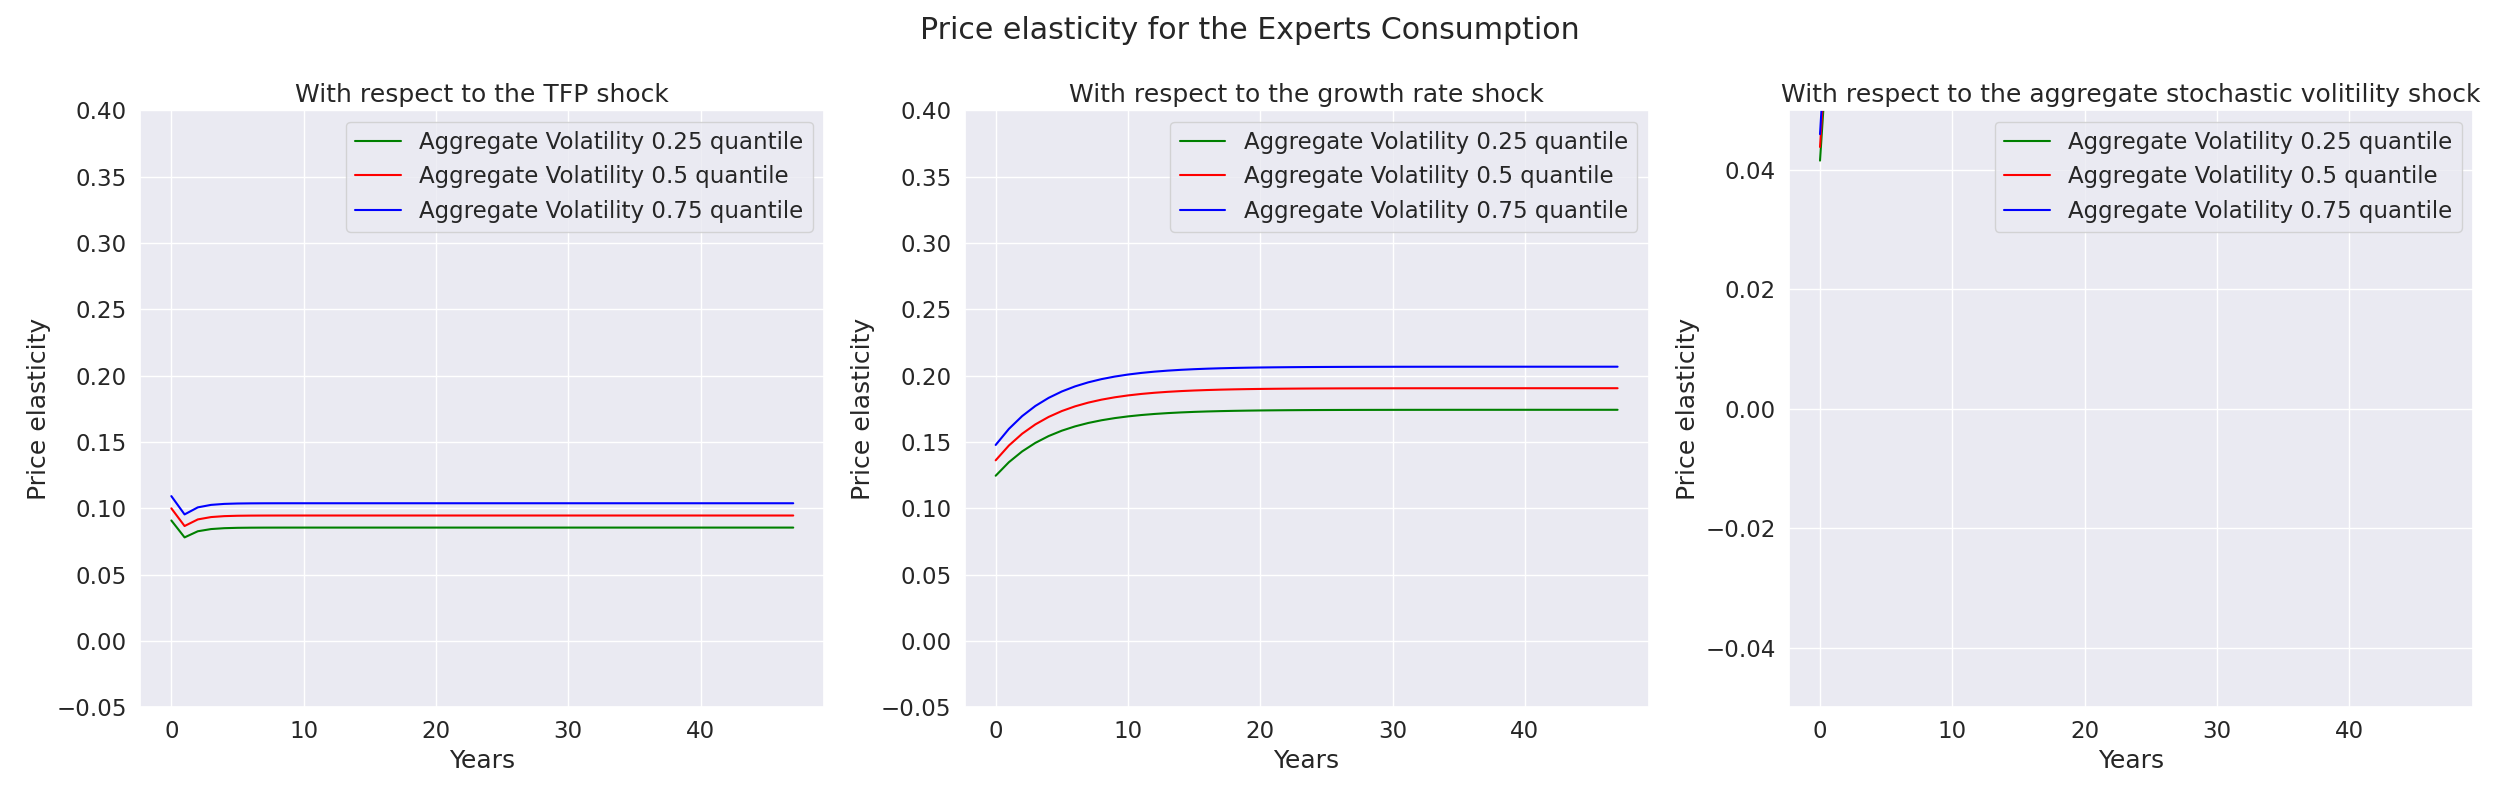 Price elasticity for the Experts Consumption
With respect to the TFP shock
0.40
0.35
0.30
0.25
0.20
0.15
0.10
0.05
0.00
−0.05
Price elasticity
Aggregate Volatility 0.25 quantile
Aggregate Volatility 0.5 quantile
Aggregate Volatility 0.75 quantile
0 10 20 30 40
Years
With respect to the growth rate shock
0.40
0.35
0.30
0.25
0.20
0.15
0.10
0.05
0.00
−0.05
Price elasticity
Aggregate Volatility 0.25 quantile
Aggregate Volatility 0.5 quantile
Aggregate Volatility 0.75 quantile
0 10 20 30 40
Years
With respect to the aggregate stochastic volitility shock
0.04
0.02
0.00
−0.02
−0.04
Price elasticity
Aggregate Volatility 0.25 quantile
Aggregate Volatility 0.5 quantile
Aggregate Volatility 0.75 quantile
0 10 20 30 40
Years